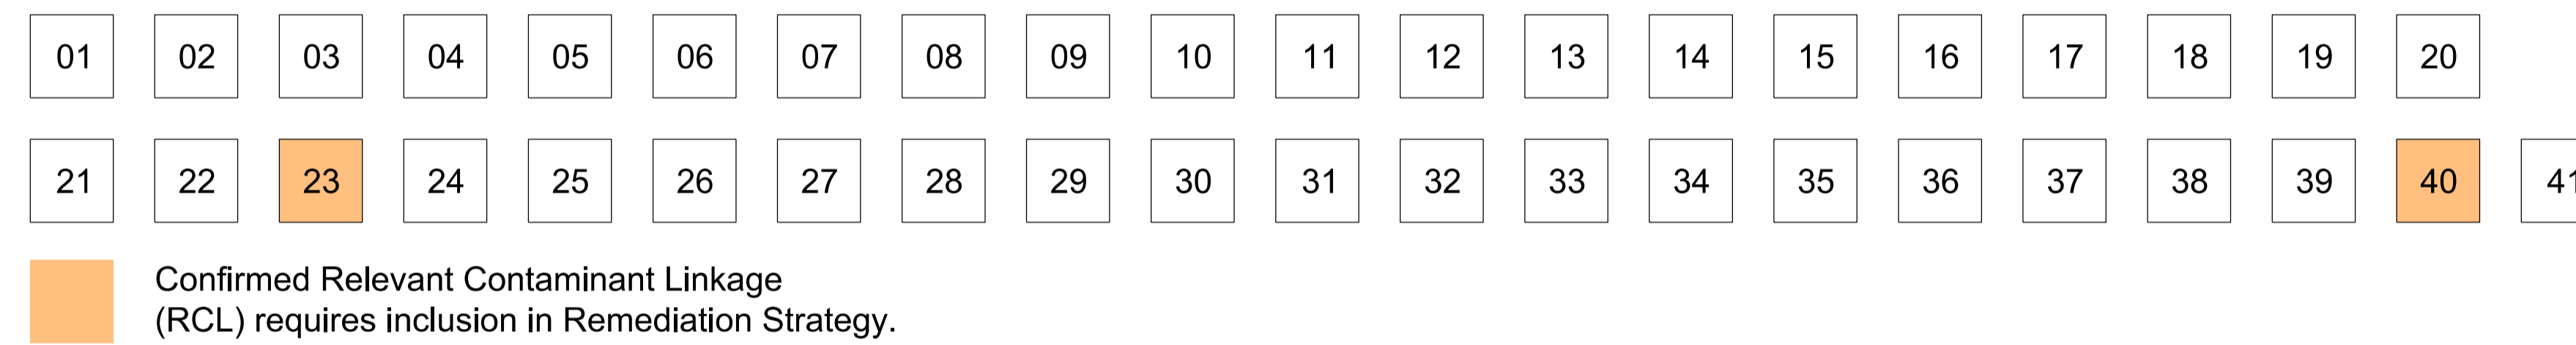 01 02 03 04 05 06 07 08 09 10 11 12 13 14 15 16 17 18 19 20
21 22 23 24 25 26 27 28 29 30 31 32 33 34 35 36 37 38 39 40 41
Confirmed Relevant Contaminant Linkage
(RCL) requires inclusion in Remediation Strategy.